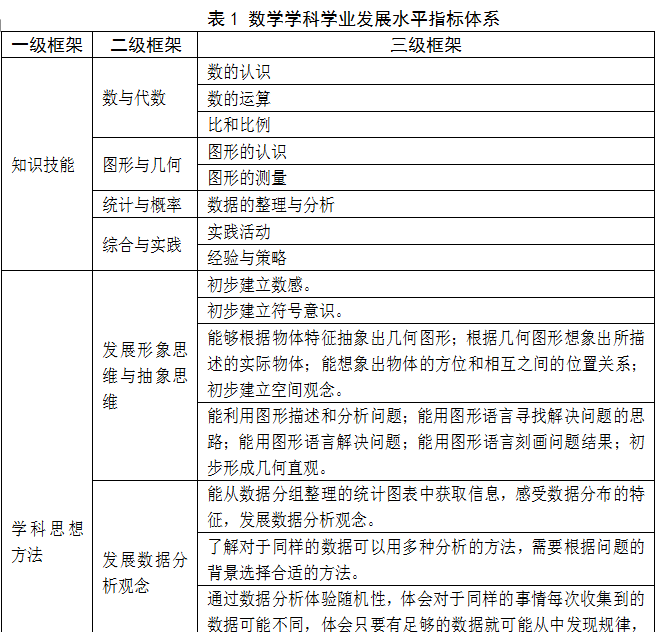 表1 数学学科学业发展水平指标体系
一级框架 二级框架 三级框架
知识技能
数与代数
数的认识
数的运算
比和比例
图形与几何
图形的认识
图形的测量
统计与概率
数据的整理与分析
综合与实践
实践活动
经验与策略
学科思想
方法
发展形象思
维与抽象思
维
初步建立数感。
初步建立符号意识。
能够根据物体特征抽象出几何图形；根据几何图形想象出所描
述的实际物体；能想象出物体的方位和相互之间的位置关系；
初步建立空间观念。
能利用图形描述和分析问题；能用图形语言寻找解决问题的思
路；能用图形语言解决问题；能用图形语言刻画问题结果；初
步形成几何直观。
发展数据分
析观念
能从数据分组整理的统计图表中获取信息，感受数据分布的特
征，发展数据分析观念。
了解对于同样的数据可以用多种分析的方法，需要根据问题的
背景选择合适的方法。
通过数据分析体验随机性，体会对于同样的事情每次收集到的
数据可能不同，体会只要有足够的数据就可能从中发现规律，